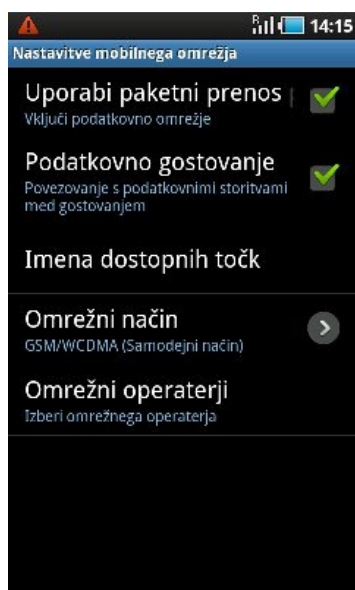 R 14:15
Nastavitve mobilnega omrežja
Uporabi paketni prenos
Vključi podatkovno omrežje
Podatkovno gostovanje
Povezovanje s podatkovnimi storitvami
med gostovanjem
Imena dostopnih točk
Omrežni način
GSM/WCDMA (Samodejni način)
Omrežni operaterji
Izberi omrežnega operaterja